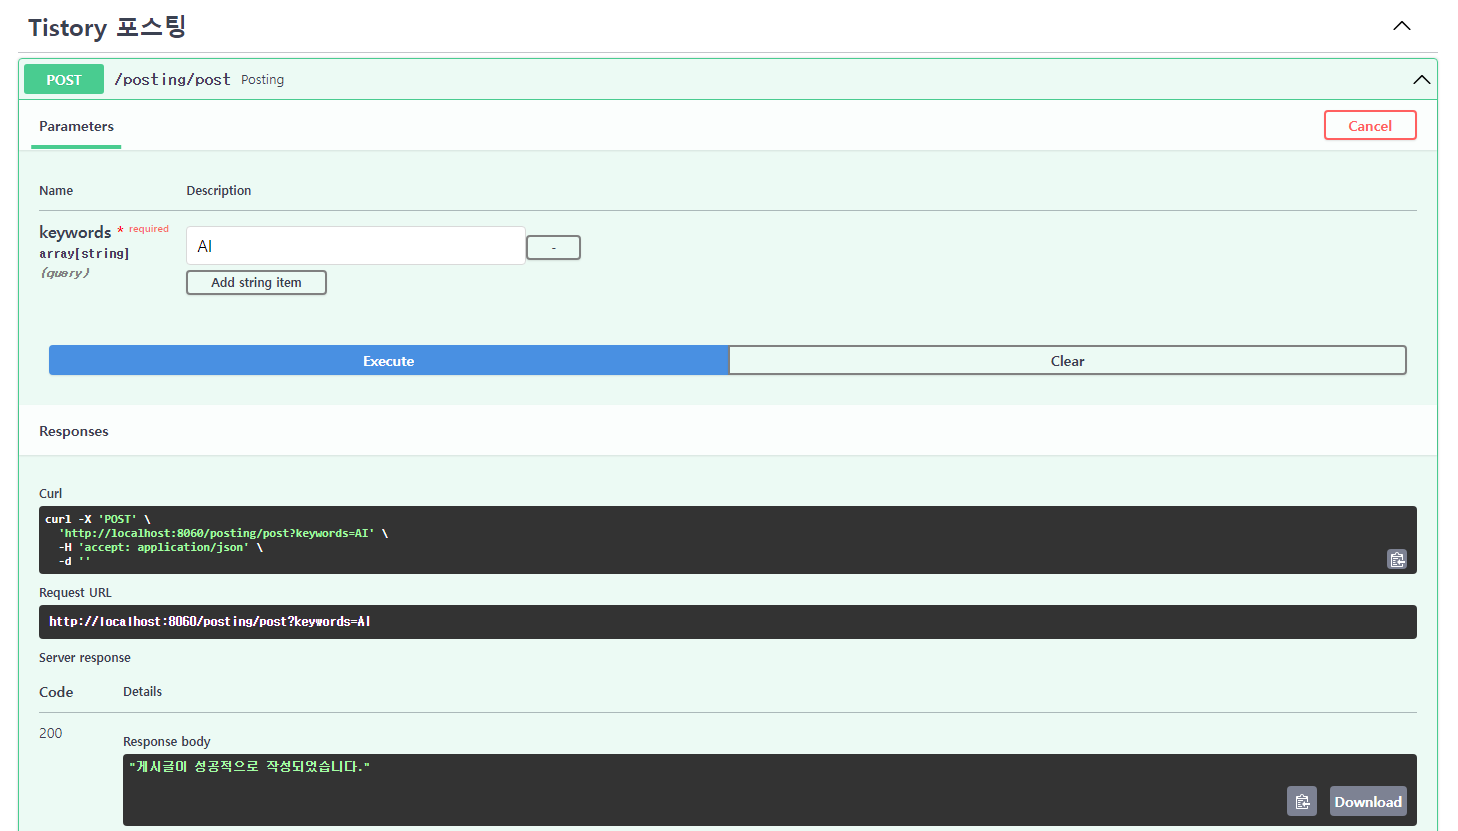 Tistory 포스팅
POST /posting/post Posting
Parameters
Cancel
Name Description
keywords * required
array[string]
(query)
AI
-
Add string item
Execute
Clear
Responses
Curl
curl -X 'POST' \
'http://localhost:8060/posting/post?keywords=AI' \
-H 'accept: application/json' \
-d ''
Request URL
http://localhost:8060/posting/post?keywords=AI
Server response
Code Details
200
Response body
"게시글이 성공적으로 작성되었습니다."
Download